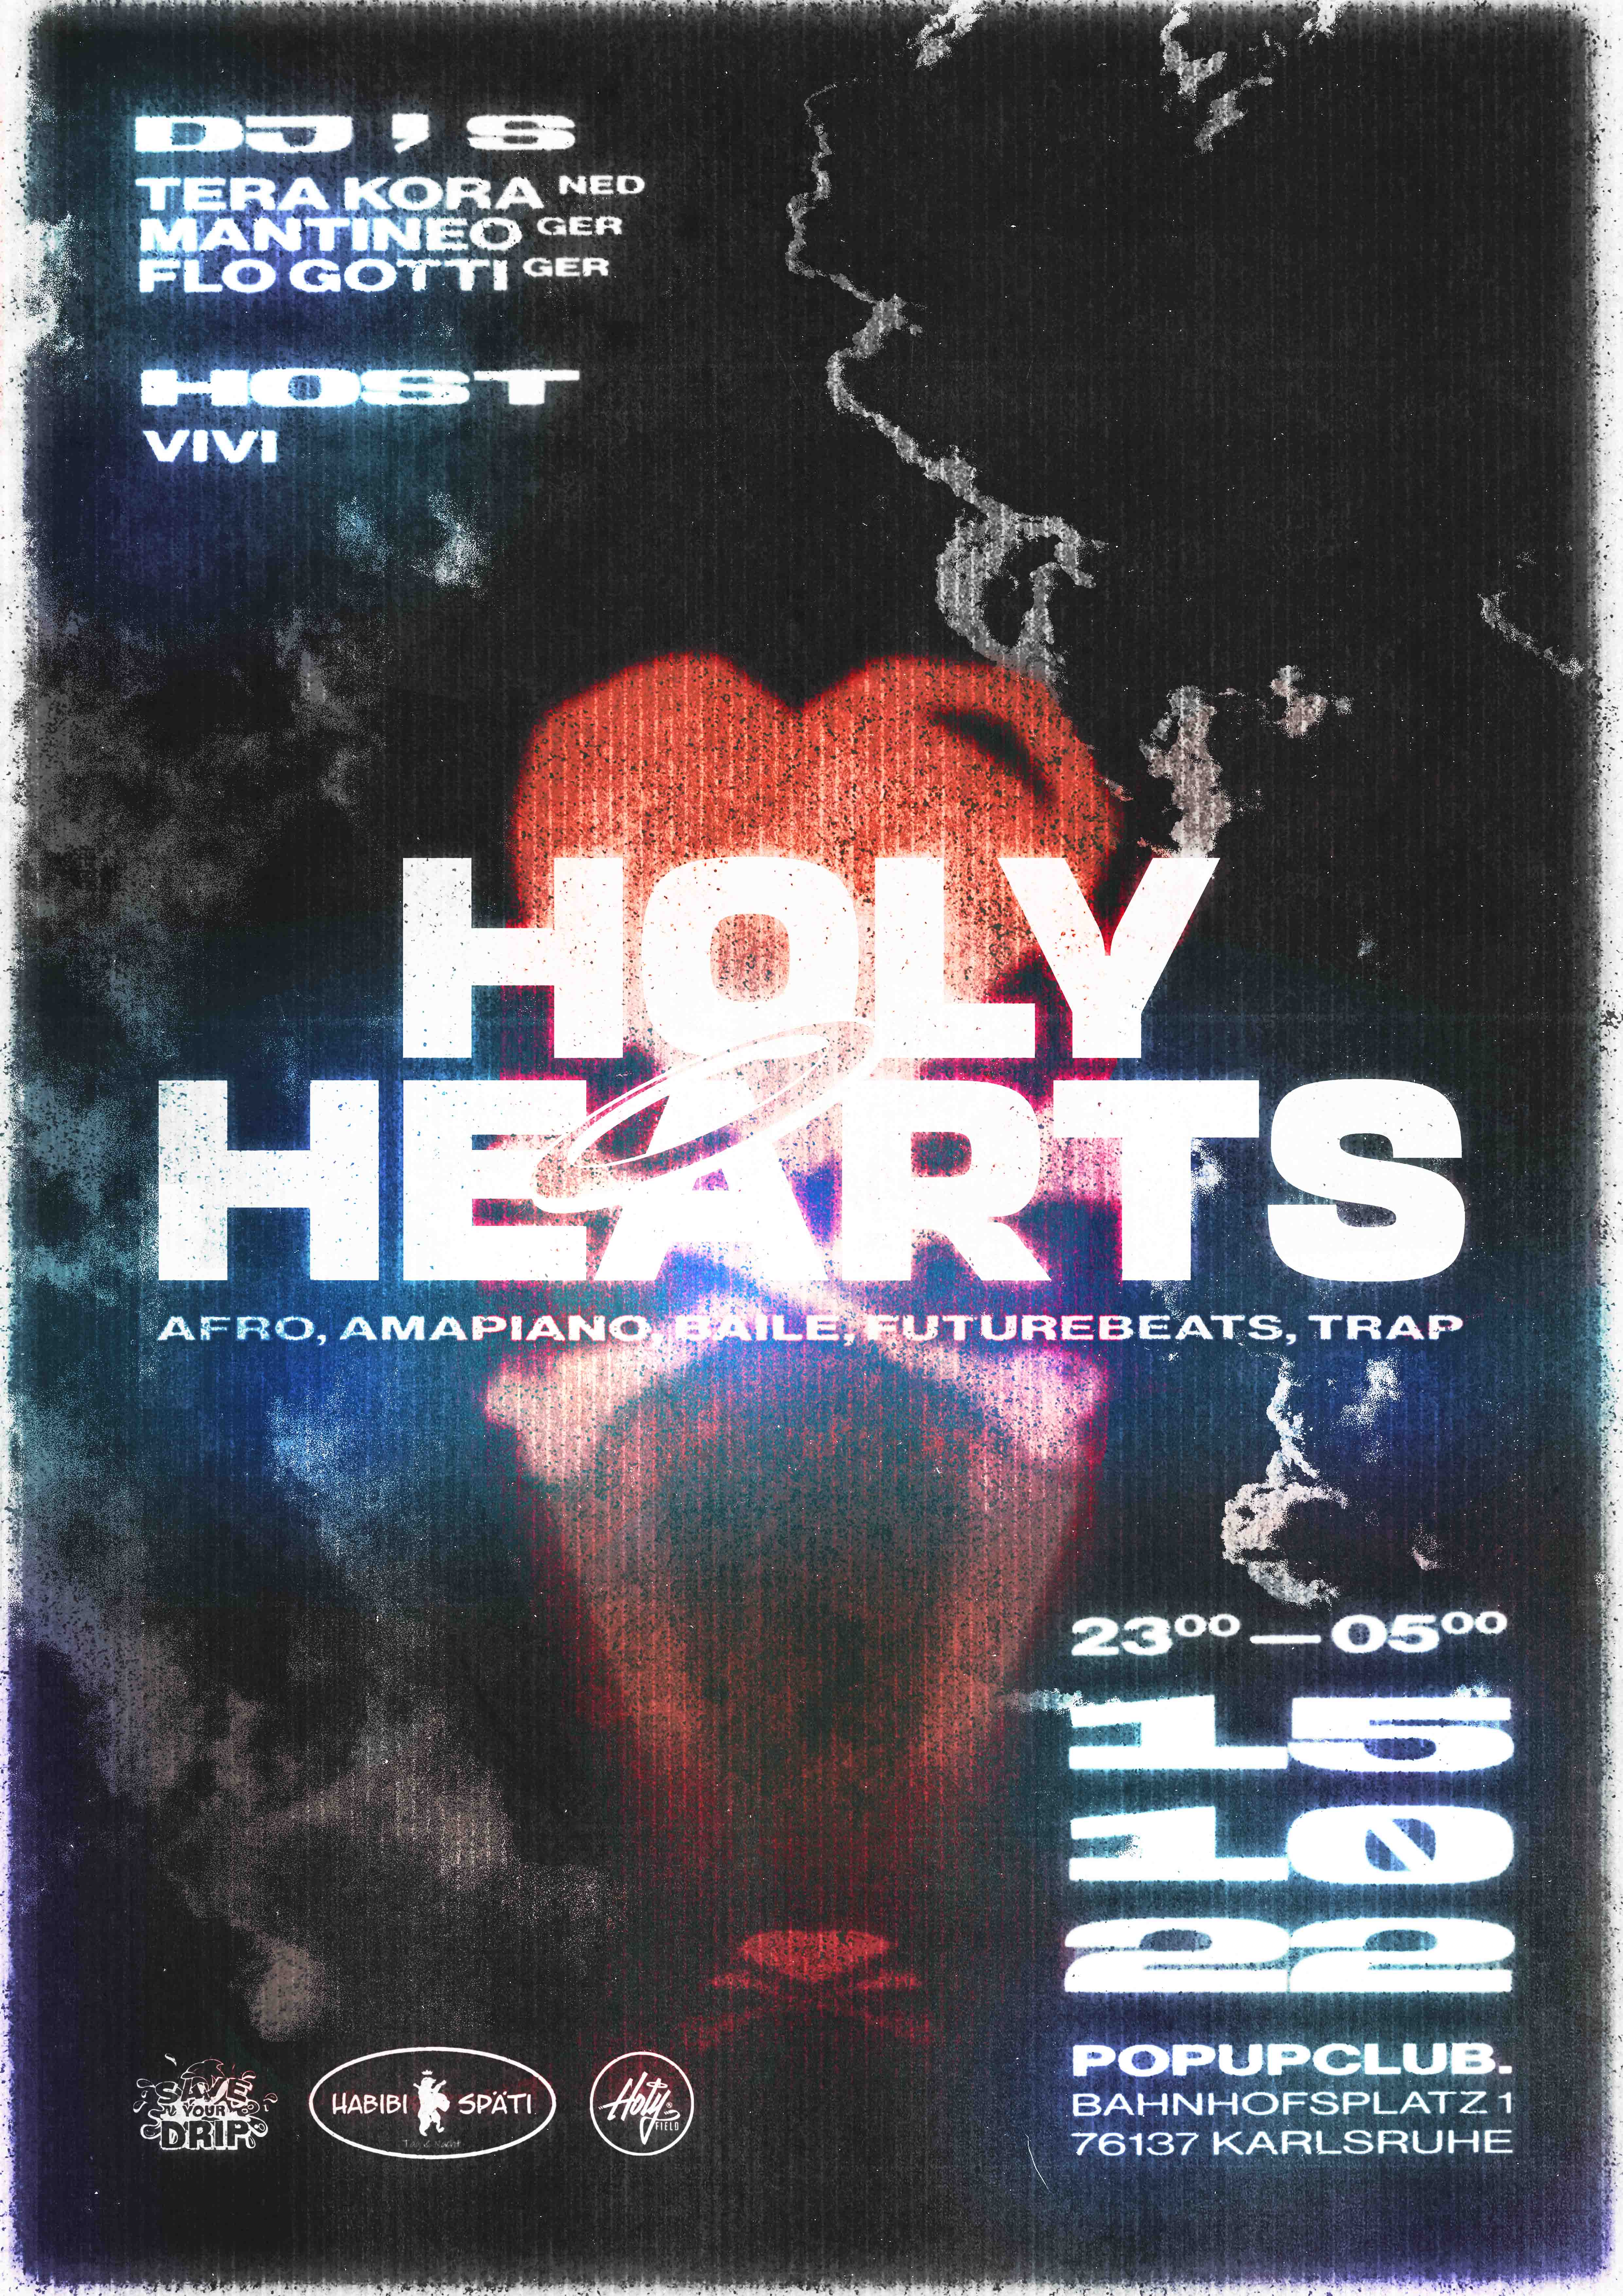 DJ'S
TERA KORA NED
MANTINEO GER
FLO GOTTI GER
HOST
VIVI
HOLY
HEARTS
AFRO, AMAPIANO, BAILE, FUTUREBEATS, TRAP
23⁰⁰ — 05⁰⁰
15
10
22
POPUPCLUB.
BAHNHOFSPLATZ 1
76137 KARLSRUHE
SAVE
YOUR
DRIP
HABIBI SPÄTI
Holy
FIELD